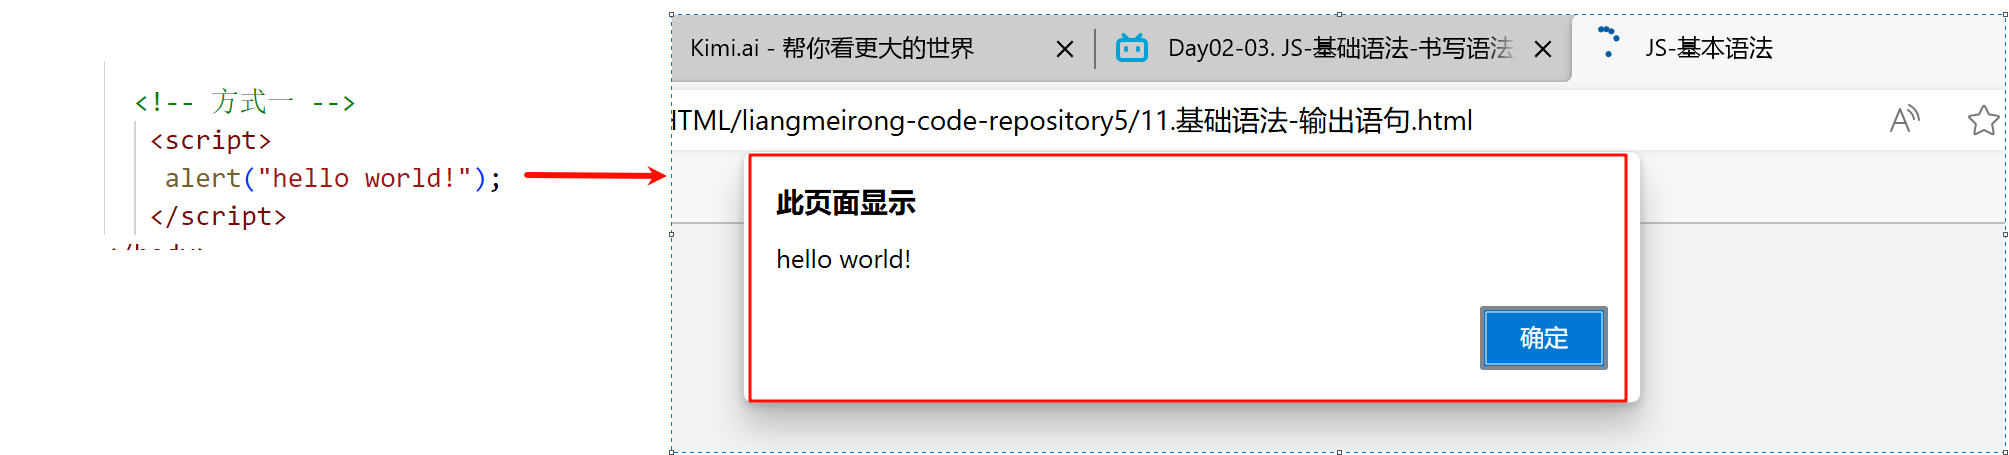 <!-- 方式一 -->
<script>
alert("hello world!");
</script>
Kimi.ai - 帮你看更大的世界
Day02-03. JS-基础语法-书写语法
JS-基本语法
HTML/liangmeirong-code-repository5/11.基础语法-输出语句.html
此页面显示
hello world!
确定